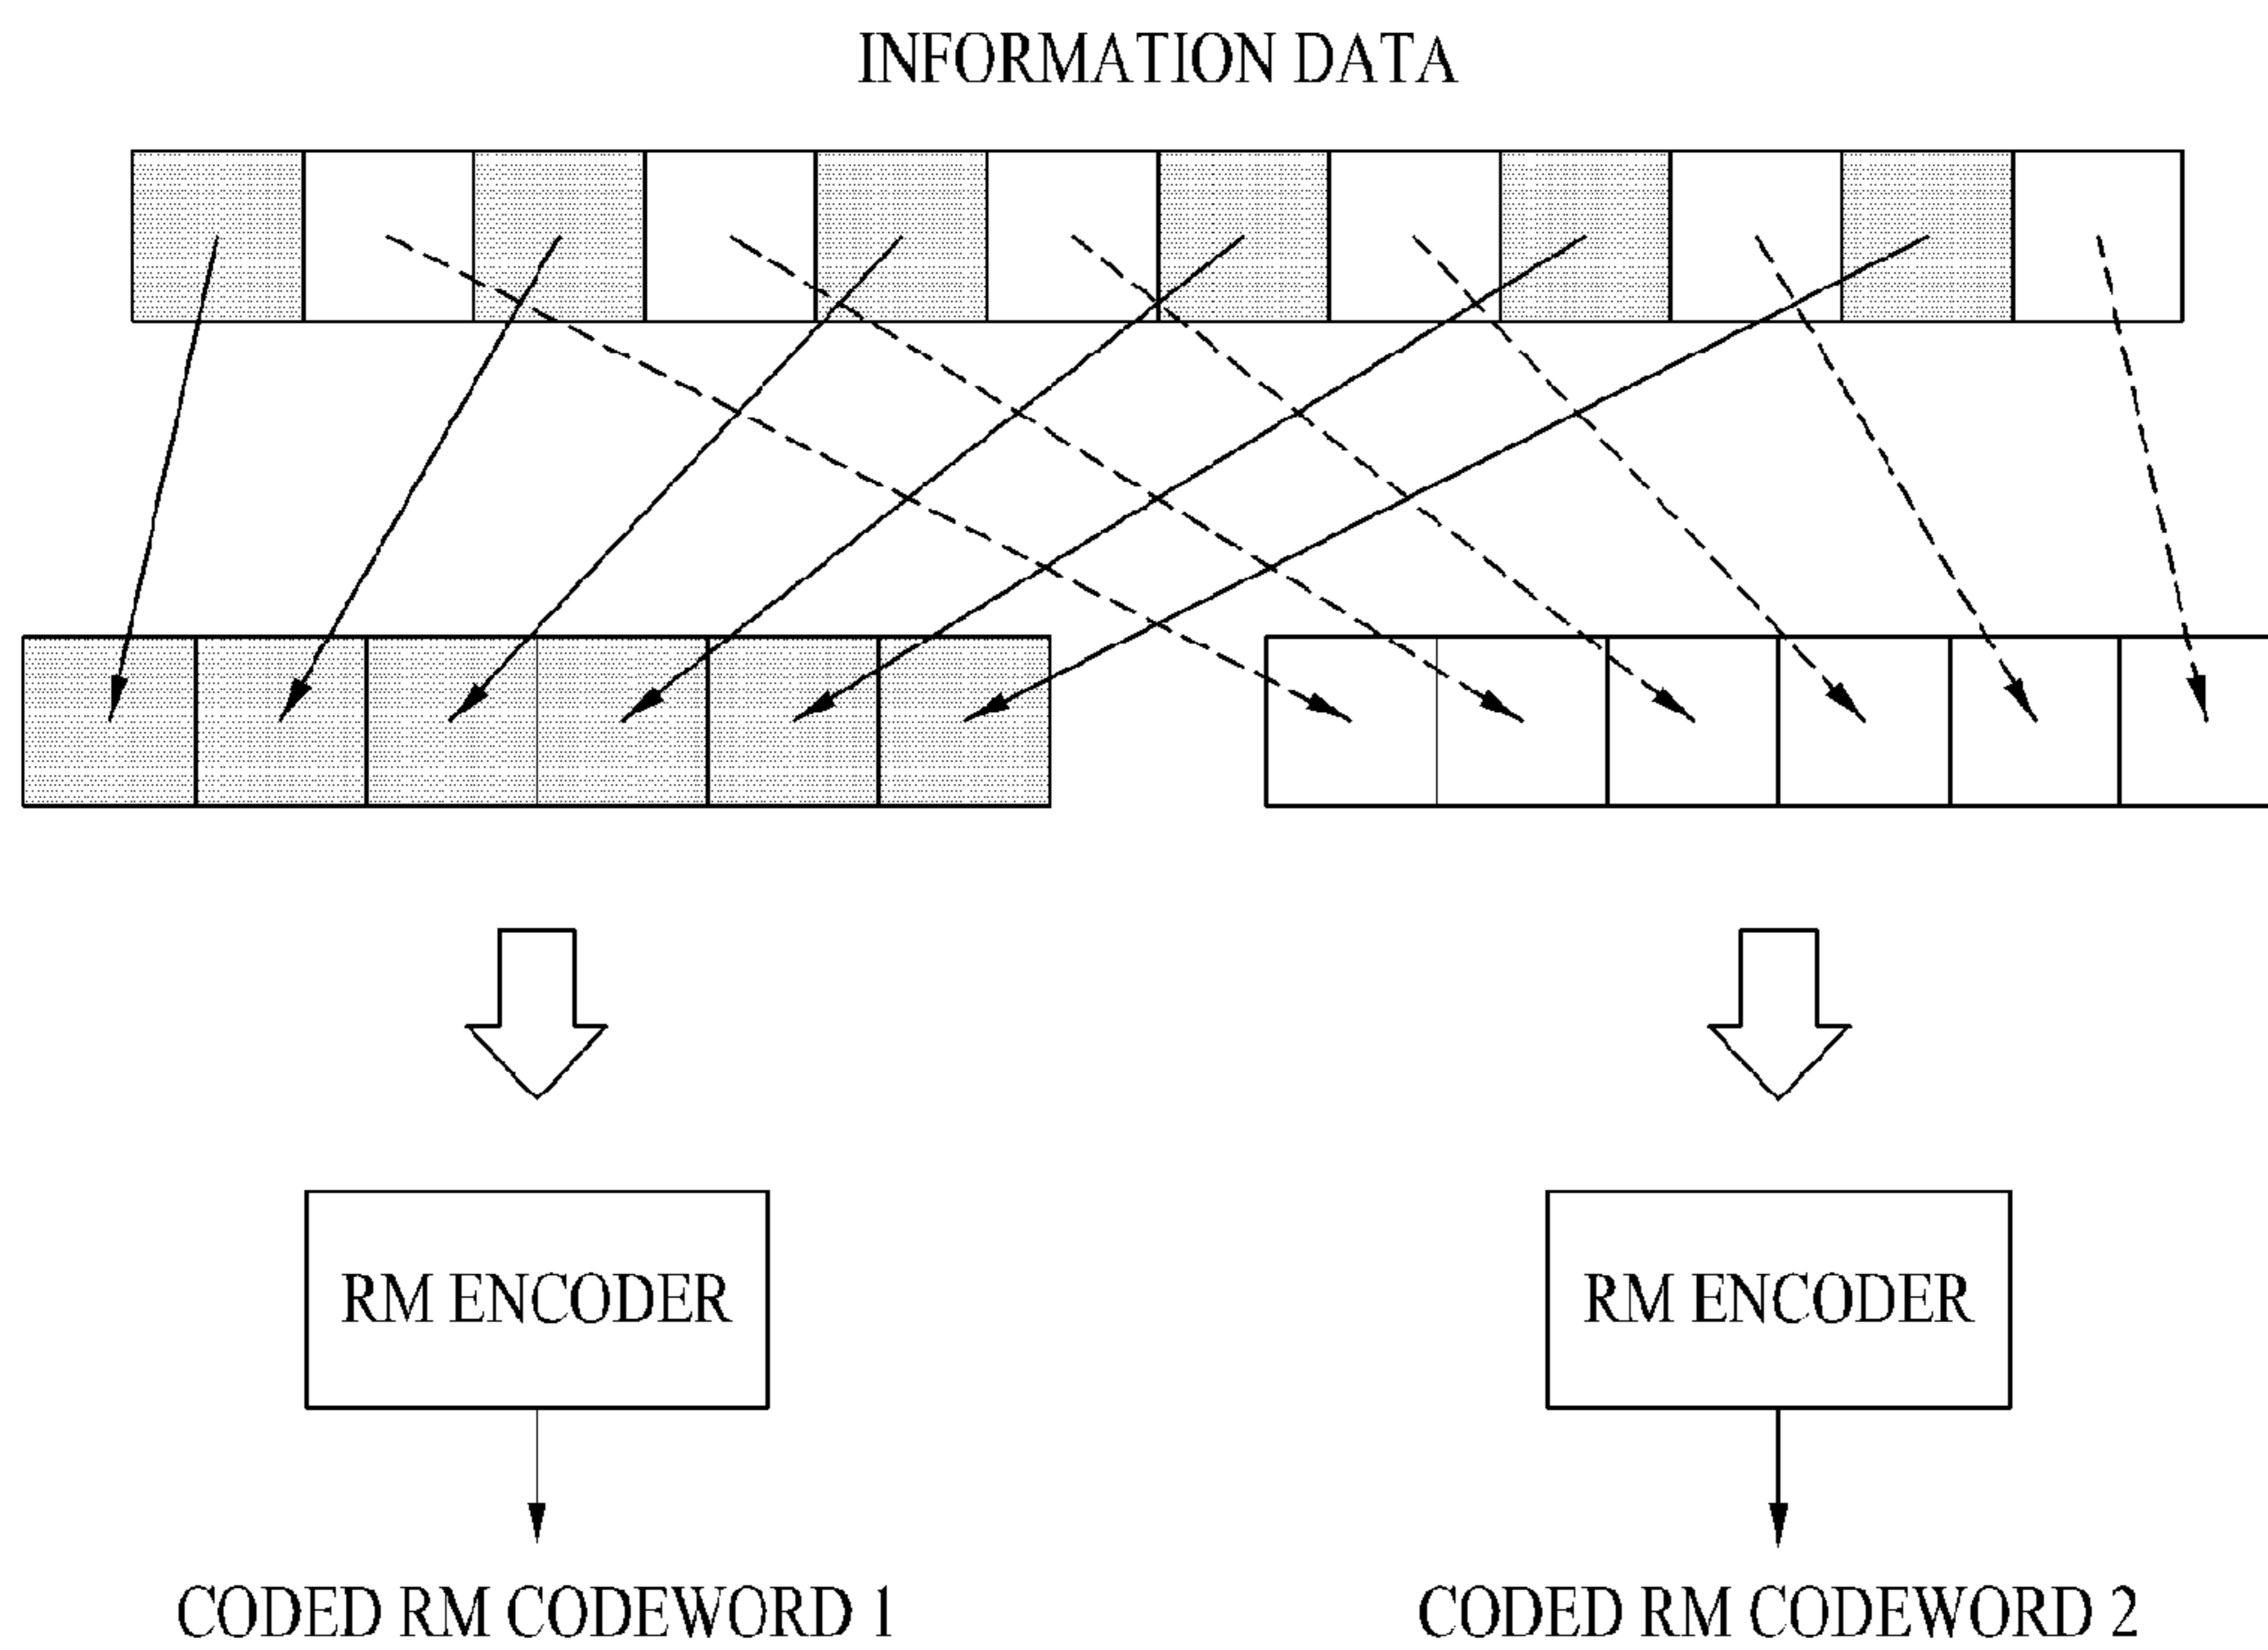 INFORMATION DATA
RM ENCODER
RM ENCODER
CODED RM CODEWORD 1
CODED RM CODEWORD 2